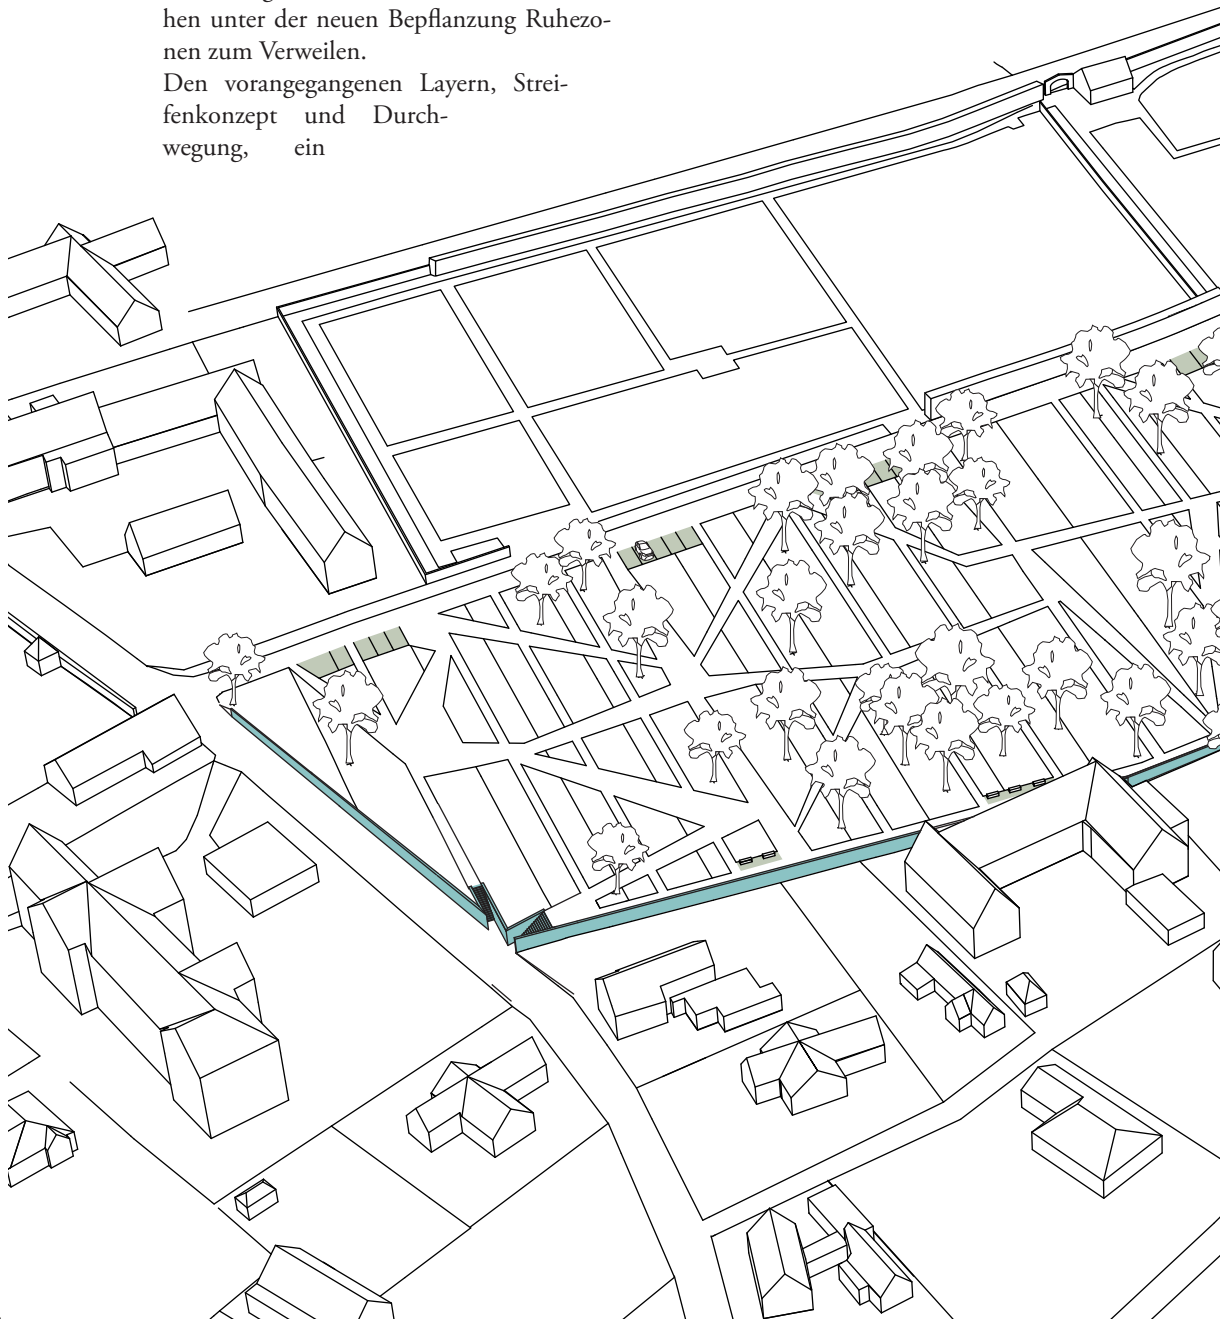 hen unter der neuen Bepflanzung Ruhezo-
nen zum Verweilen.
Den vorangegangenen Layern, Strei-
fenkonzept und Durch-
wegung, ein